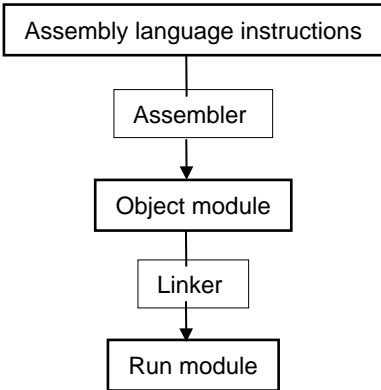 Assembly language instructions
Assembler
Object module
Linker
Run module